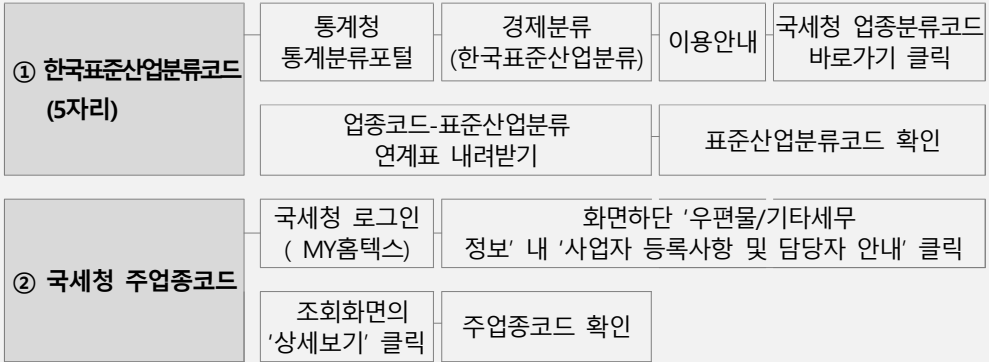 ① 한국표준산업분류코드
(5자리)
통계청
통계분류포털
경제분류
(한국표준산업분류)
이용안내
국세청 업종분류코드
바로가기 클릭
업종코드-표준산업분류
연계표 내려받기
표준산업분류코드 확인
② 국세청 주업종코드
국세청 로그인
( MY홈텍스)
화면하단 '우편물/기타세무
정보' 내 '사업자 등록사항 및 담당자 안내' 클릭
조회화면의
'상세보기' 클릭
주업종코드 확인